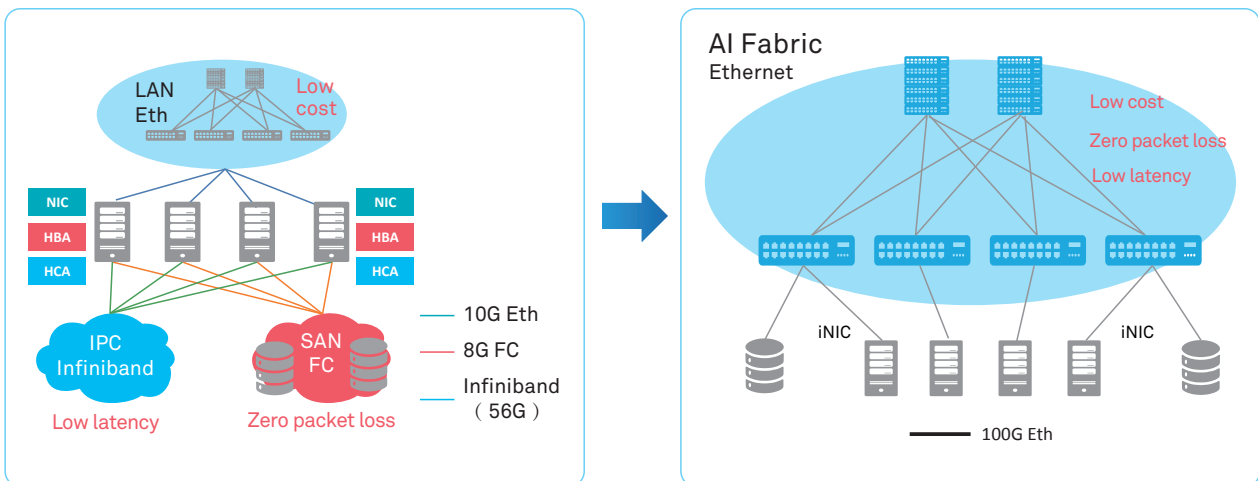 LAN
Eth
Low
cost
NIC
HBA
HCA
NIC
HBA
HCA
IPC
Infiniband
SAN
FC
Low latency
Zero packet loss
10G Eth
8G FC
Infiniband
( 56G )
AI Fabric
Ethernet
Low cost
Zero packet loss
Low latency
iNIC
iNIC
100G Eth